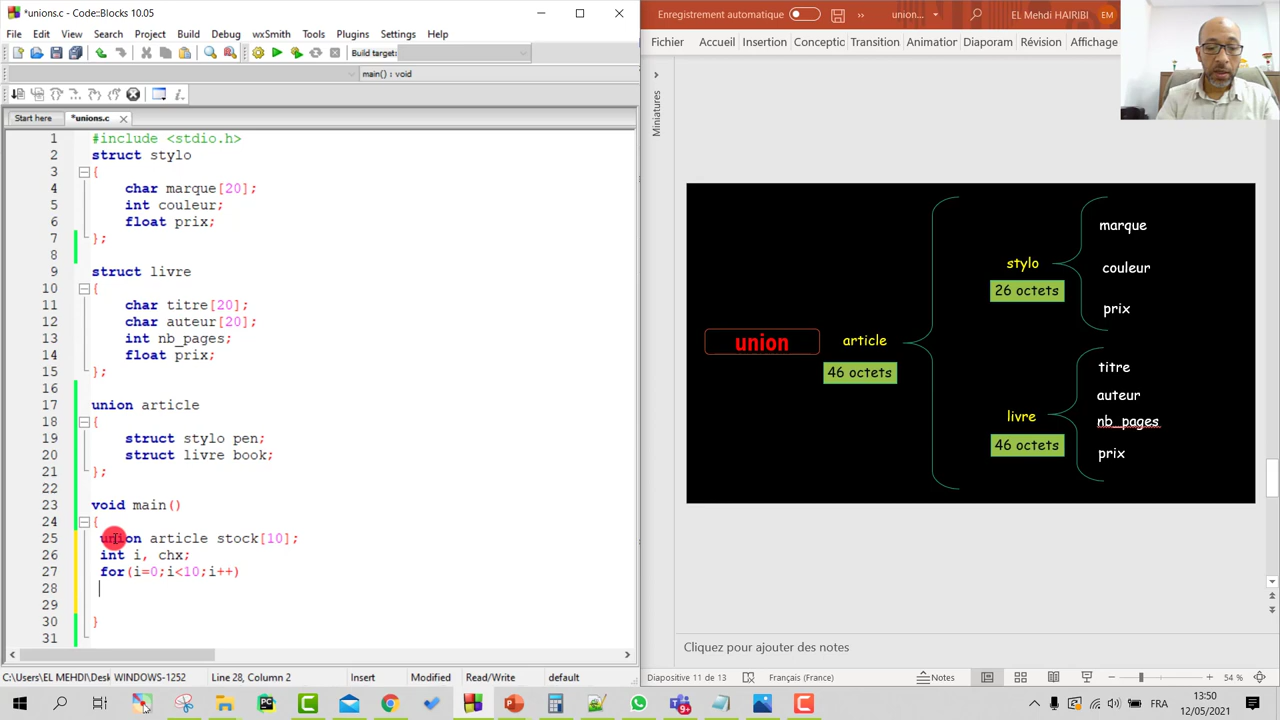 *unions.c - Code::Blocks 10.05
File Edit View Search Project Build Debug wxSmith Tools Plugins Settings Help
Build target:
main() : void
Start here *unions.c
1 #include <stdio.h>
2 struct stylo
3 {
4 char marque[20];
5 int couleur;
6 float prix;
7 };
8
9 struct livre
10 {
11 char titre[20];
12 char auteur[20];
13 int nb_pages;
14 float prix;
15 };
16
17 union article
18 {
19 struct stylo pen;
20 struct livre book;
21 };
22
23 void main()
24 {
25 union article stock[10];
26 int i, chx;
27 for(i=0;i<10;i++)
28
29
30 }
31
C:\Users\EL MEHDI\HAIRIBI\... WINDOWS-1252 Line 28, Column 2 Insert Modified Read/Write default
Enregistrement automatique union... EL Mehdi HAIRIBI EM
Fichier Accueil Insertion Conceptic Transition Animation Diaporam Révision Affichage
Miniatures
marque
stylo
couleur
26 octets
prix
union
article
46 octets
titre
auteur
livre
nb_pages
46 octets
prix
Cliquez pour ajouter des notes
Diapositive 11 de 13 Français (France) Notes 54 %
FRA 13:50
12/05/2021